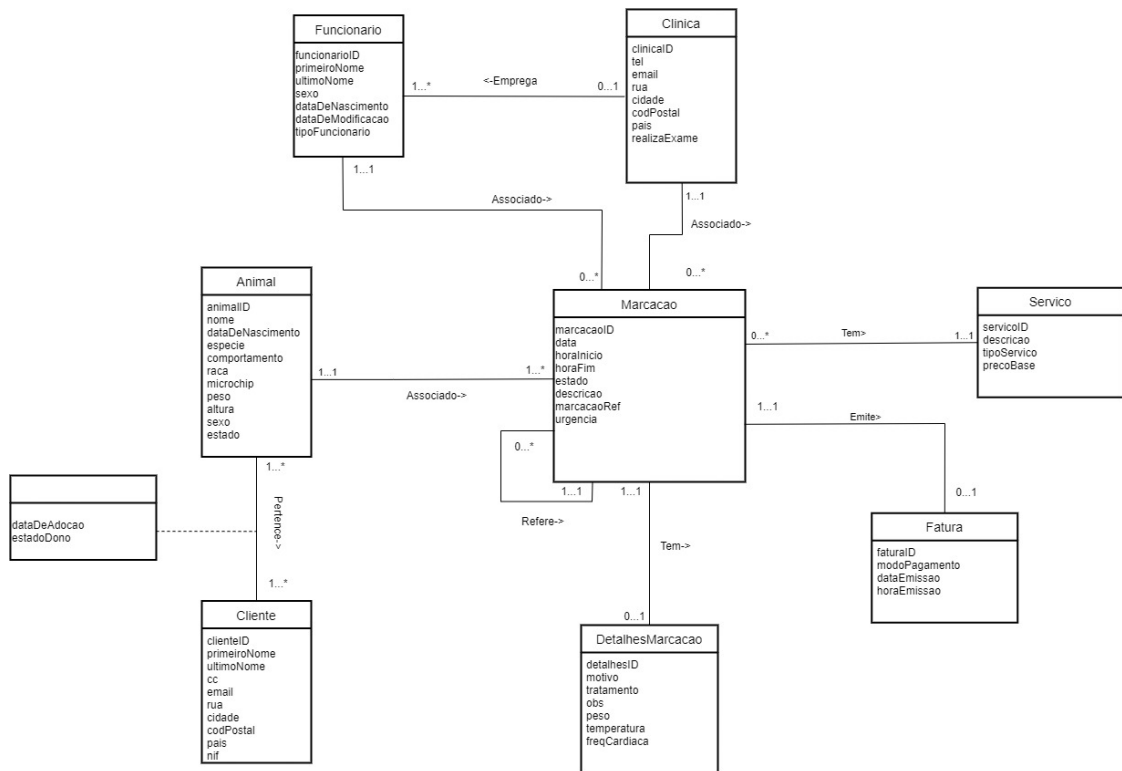 Funcionario
funcionarioID
primeiroNome
ultimoNome
sexo
dataDeNascimento
dataDeModificacao
tipoFuncionario
1...*
<-Emprega
0...1
Clinica
clinicaID
tel
email
rua
cidade
codPostal
pais
realizaExame
1...1
Associado->
0...*
1...1
Associado->
0...*
Animal
animalID
nome
dataDeNascimento
especie
comportamento
raca
microchip
peso
altura
sexo
estado
1...1
Associado->
1...*
Marcacao
marcacaoID
data
horaInicio
horaFim
estado
descricao
marcacaoRef
urgencia
0...*
Tem>
1...1
Servico
servicoID
descricao
tipoServico
precoBase
1...1
Emite>
0...1
Fatura
faturaID
modoPagamento
dataEmissao
horaEmissao
0...*
1...1
Refere->
1...1
Tem->
0...1
DetalhesMarcacao
detalhesID
motivo
tratamento
obs
peso
temperatura
freqCardiaca
1...*
Pertence->
1...*
dataDeAdocao
estadoDono
Cliente
clienteID
primeiroNome
ultimoNome
cc
email
rua
cidade
codPostal
pais
nif